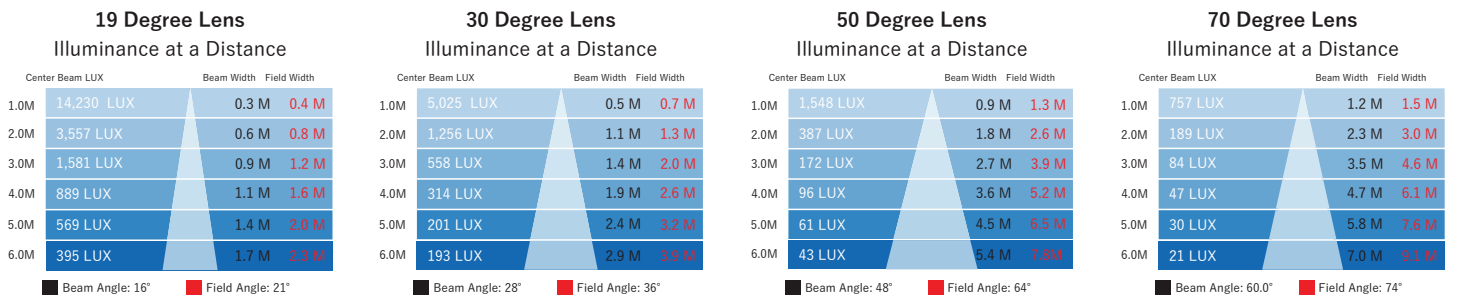 19 Degree Lens
Illuminance at a Distance
Center Beam LUX Beam Width Field Width
1.0M 14,230 LUX 0.3 M 0.4 M
2.0M 3,557 LUX 0.6 M 0.8 M
3.0M 1,581 LUX 0.9 M 1.2 M
4.0M 889 LUX 1.1 M 1.6 M
5.0M 569 LUX 1.4 M 2.0 M
6.0M 395 LUX 1.7 M 2.3 M
Beam Angle: 16° Field Angle: 21°
30 Degree Lens
Illuminance at a Distance
Center Beam LUX Beam Width Field Width
1.0M 5,025 LUX 0.5 M 0.7 M
2.0M 1,256 LUX 1.1 M 1.3 M
3.0M 558 LUX 1.4 M 2.0 M
4.0M 314 LUX 1.9 M 2.6 M
5.0M 201 LUX 2.4 M 3.2 M
6.0M 193 LUX 2.9 M 3.9 M
Beam Angle: 28° Field Angle: 36°
50 Degree Lens
Illuminance at a Distance
Center Beam LUX Beam Width Field Width
1.0M 1,548 LUX 0.9 M 1.3 M
2.0M 387 LUX 1.8 M 2.6 M
3.0M 172 LUX 2.7 M 3.9 M
4.0M 96 LUX 3.6 M 5.2 M
5.0M 61 LUX 4.5 M 6.5 M
6.0M 43 LUX 5.4 M 7.8M
Beam Angle: 48° Field Angle: 64°
70 Degree Lens
Illuminance at a Distance
Center Beam LUX Beam Width Field Width
1.0M 757 LUX 1.2 M 1.5 M
2.0M 189 LUX 2.3 M 3.0 M
3.0M 84 LUX 3.5 M 4.6 M
4.0M 47 LUX 4.7 M 6.1 M
5.0M 30 LUX 5.8 M 7.6 M
6.0M 21 LUX 7.0 M 9.1 M
Beam Angle: 60.0° Field Angle: 74°